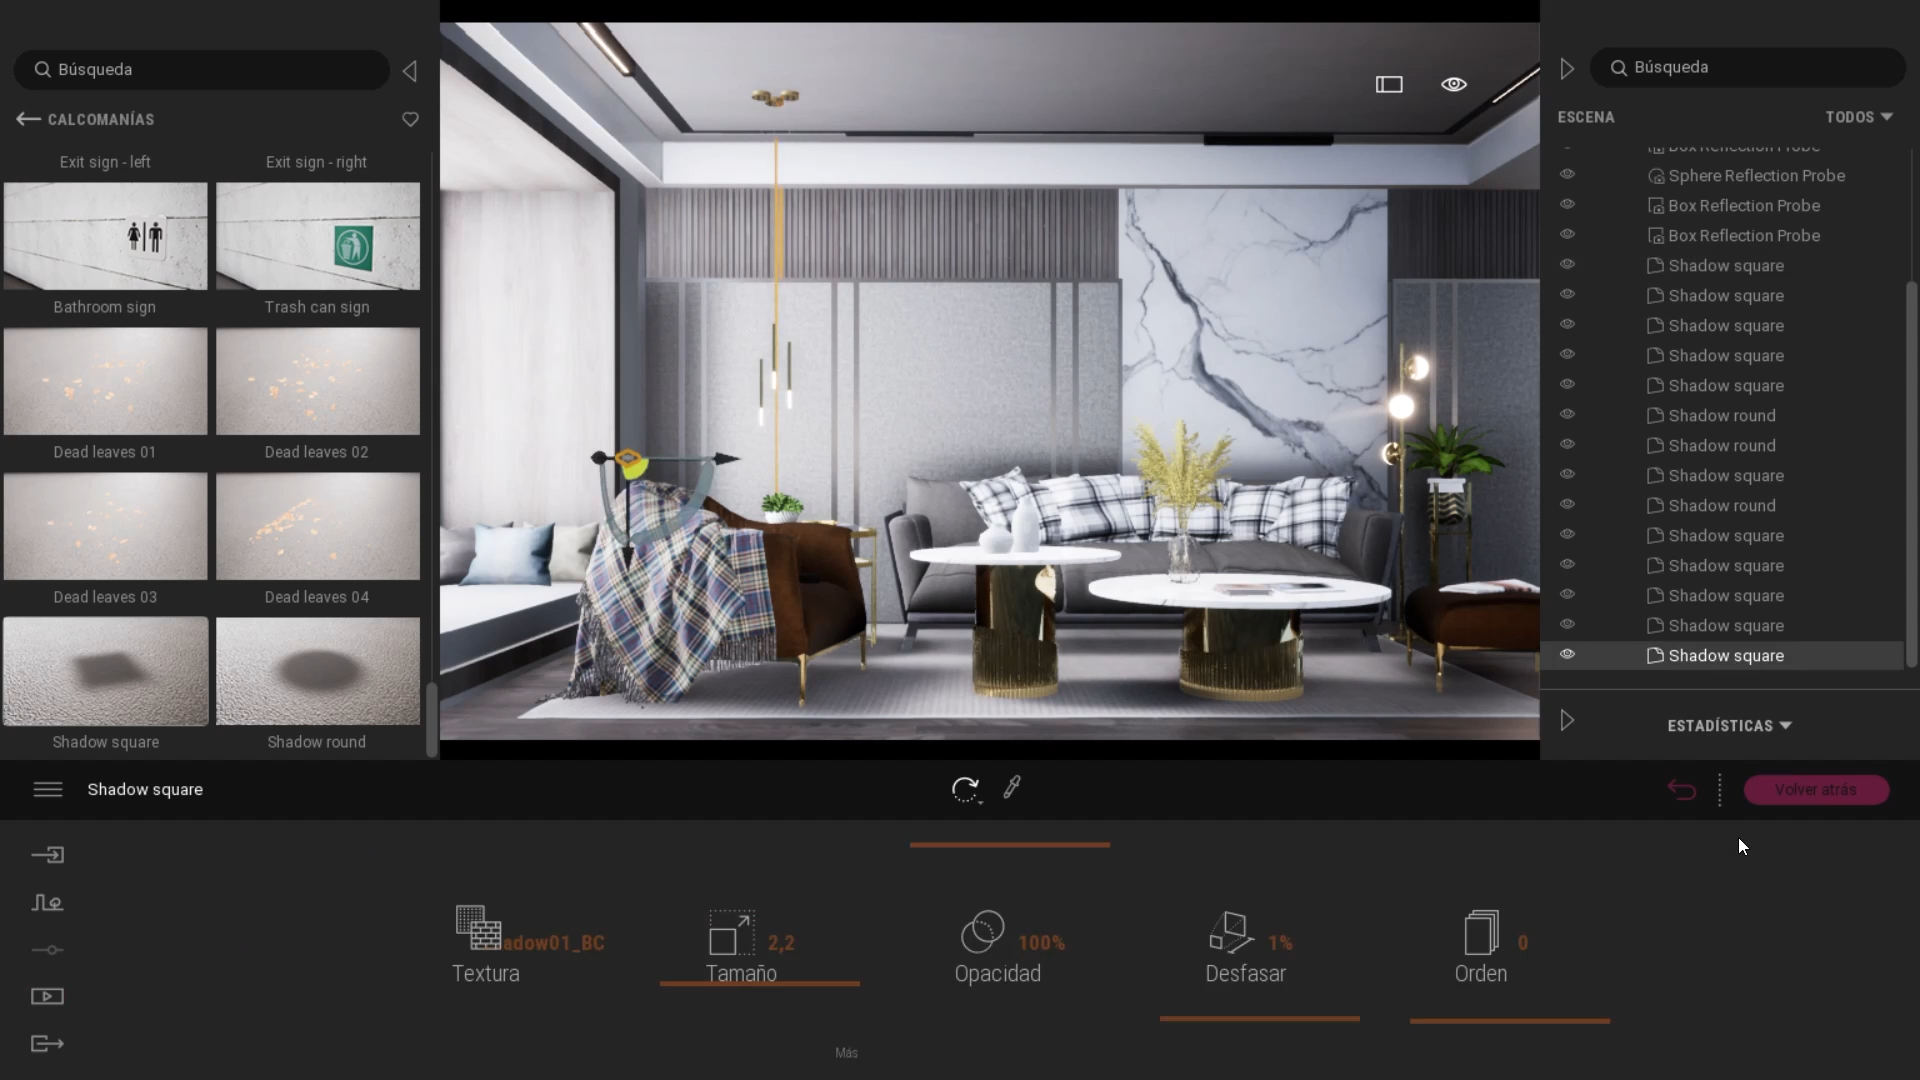 Búsqueda
CALCOMANÍAS
Exit sign - left
Exit sign - right
Bathroom sign
Trash can sign
Dead leaves 01
Dead leaves 02
Dead leaves 03
Dead leaves 04
Shadow square
Shadow round
Búsqueda
ESCENA
TODOS
Box Reflection Probe
Sphere Reflection Probe
Box Reflection Probe
Box Reflection Probe
Shadow square
Shadow square
Shadow square
Shadow square
Shadow square
Shadow round
Shadow round
Shadow square
Shadow round
Shadow square
Shadow square
Shadow square
Shadow square
Shadow square
ESTADÍSTICAS
Shadow square
Volver atrás
adow01_BC
Textura
2,2
Tamaño
100%
Opacidad
1%
Desfasar
0
Orden
Más